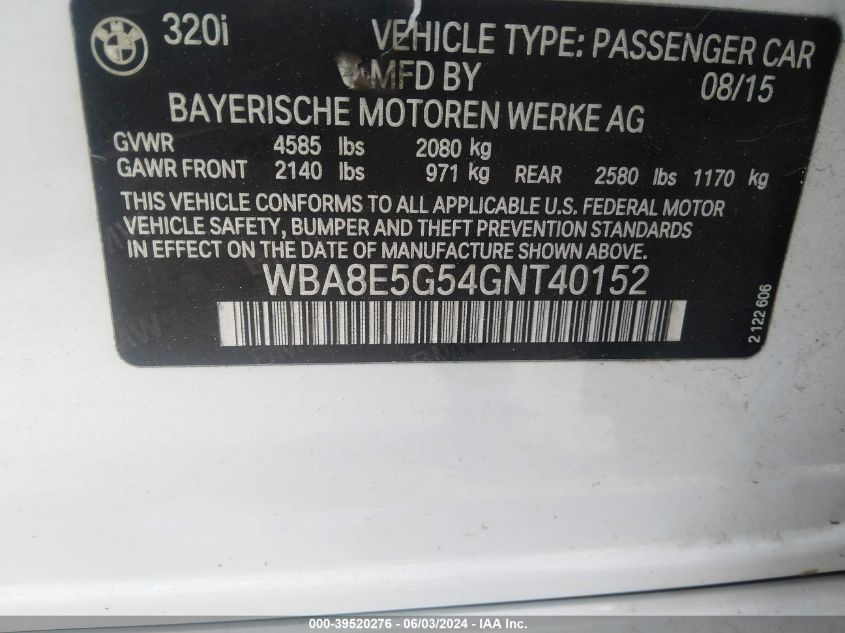 BMW
320i VEHICLE TYPE: PASSENGER CAR
MFD BY 08/15
BAYERISCHE MOTOREN WERKE AG
GVWR 4585 lbs 2080 kg
GAWR FRONT 2140 lbs 971 kg REAR 2580 lbs 1170 kg
THIS VEHICLE CONFORMS TO ALL APPLICABLE U.S. FEDERAL MOTOR
VEHICLE SAFETY, BUMPER AND THEFT PREVENTION STANDARDS
IN EFFECT ON THE DATE OF MANUFACTURE SHOWN ABOVE.
WBA8E5G54GNT40152
2 122 606
000-39520276 - 06/03/2024 - IAA Inc.